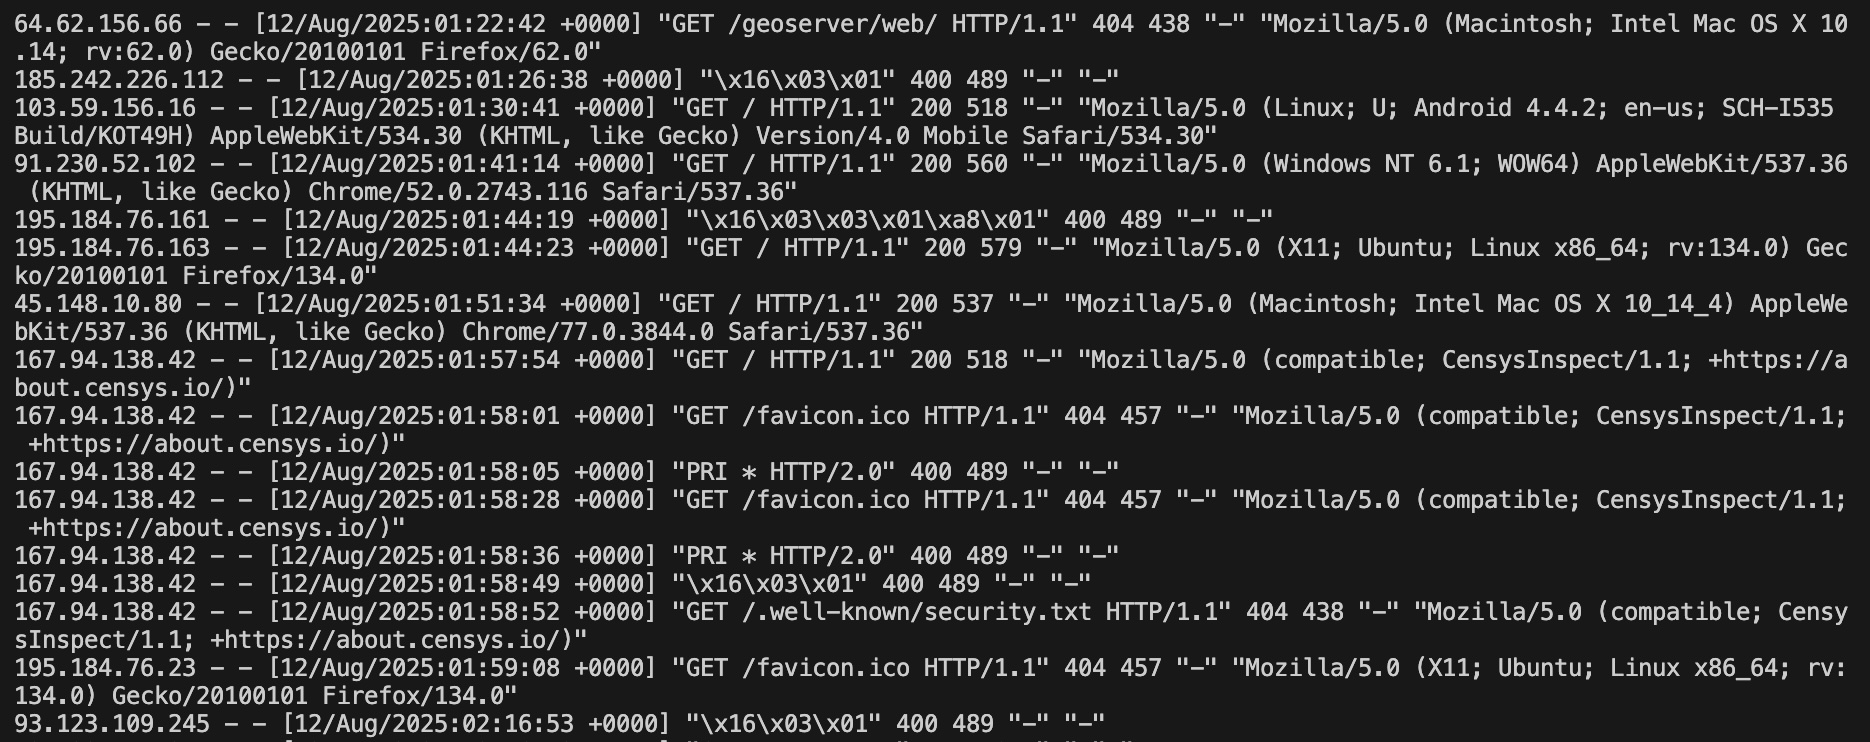 64.62.156.66 - - [12/Aug/2025:01:22:42 +0000] "GET /geoserver/web/ HTTP/1.1" 404 438 "-" "Mozilla/5.0 (Macintosh; Intel Mac OS X 10
.14; rv:62.0) Gecko/20100101 Firefox/62.0"
185.242.226.112 - - [12/Aug/2025:01:26:38 +0000] "\x16\x03\x01" 400 489 "-" "-"
103.59.156.16 - - [12/Aug/2025:01:30:41 +0000] "GET / HTTP/1.1" 200 518 "-" "Mozilla/5.0 (Linux; U; Android 4.4.2; en-us; SCH-I535 
Build/KOT49H) AppleWebKit/534.30 (KHTML, like Gecko) Version/4.0 Mobile Safari/534.30"
91.230.52.102 - - [12/Aug/2025:01:41:14 +0000] "GET / HTTP/1.1" 200 560 "-" "Mozilla/5.0 (Windows NT 6.1; WOW64) AppleWebKit/537.36
 (KHTML, like Gecko) Chrome/52.0.2743.116 Safari/537.36"
195.184.76.161 - - [12/Aug/2025:01:44:19 +0000] "\x16\x03\x03\x01\xa8\x01" 400 489 "-" "-"
195.184.76.163 - - [12/Aug/2025:01:44:23 +0000] "GET / HTTP/1.1" 200 579 "-" "Mozilla/5.0 (X11; Ubuntu; Linux x86_64; rv:134.0) Gec
ko/20100101 Firefox/134.0"
45.148.10.80 - - [12/Aug/2025:01:51:34 +0000] "GET / HTTP/1.1" 200 537 "-" "Mozilla/5.0 (Macintosh; Intel Mac OS X 10_14_4) AppleWe
bKit/537.36 (KHTML, like Gecko) Chrome/77.0.3844.0 Safari/537.36"
167.94.138.42 - - [12/Aug/2025:01:57:54 +0000] "GET / HTTP/1.1" 200 518 "-" "Mozilla/5.0 (compatible; CensysInspect/1.1; +https://a
bout.censys.io/)"
167.94.138.42 - - [12/Aug/2025:01:58:01 +0000] "GET /favicon.ico HTTP/1.1" 404 457 "-" "Mozilla/5.0 (compatible; CensysInspect/1.1;
 +https://about.censys.io/)"
167.94.138.42 - - [12/Aug/2025:01:58:05 +0000] "PRI * HTTP/2.0" 400 489 "-" "-"
167.94.138.42 - - [12/Aug/2025:01:58:28 +0000] "GET /favicon.ico HTTP/1.1" 404 457 "-" "Mozilla/5.0 (compatible; CensysInspect/1.1;
 +https://about.censys.io/)"
167.94.138.42 - - [12/Aug/2025:01:58:36 +0000] "PRI * HTTP/2.0" 400 489 "-" "-"
167.94.138.42 - - [12/Aug/2025:01:58:49 +0000] "\x16\x03\x01" 400 489 "-" "-"
167.94.138.42 - - [12/Aug/2025:01:58:52 +0000] "GET /.well-known/security.txt HTTP/1.1" 404 438 "-" "Mozilla/5.0 (compatible; Censy
sInspect/1.1; +https://about.censys.io/)"
195.184.76.23 - - [12/Aug/2025:01:59:08 +0000] "GET /favicon.ico HTTP/1.1" 404 457 "-" "Mozilla/5.0 (X11; Ubuntu; Linux x86_64; rv:
134.0) Gecko/20100101 Firefox/134.0"
93.123.109.245 - - [12/Aug/2025:02:16:53 +0000] "\x16\x03\x01" 400 489 "-" "-"